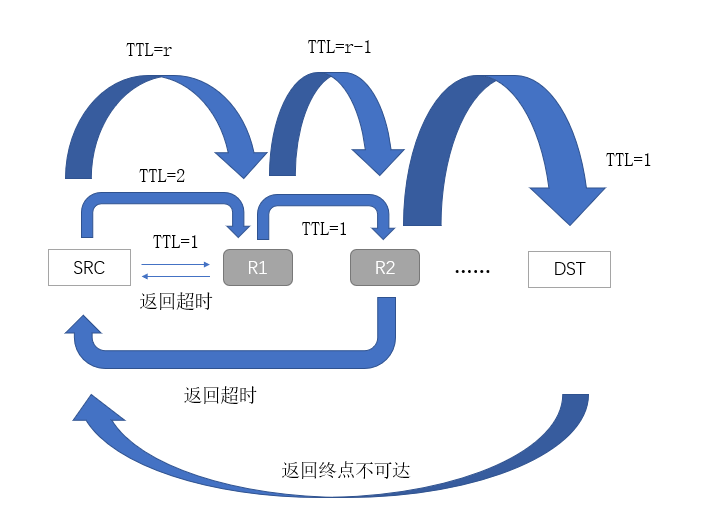 TTL=r
TTL=r-1
TTL=1
TTL=2
TTL=1
TTL=1
SRC
R1
R2
......
DST
返回超时
返回超时
返回终点不可达